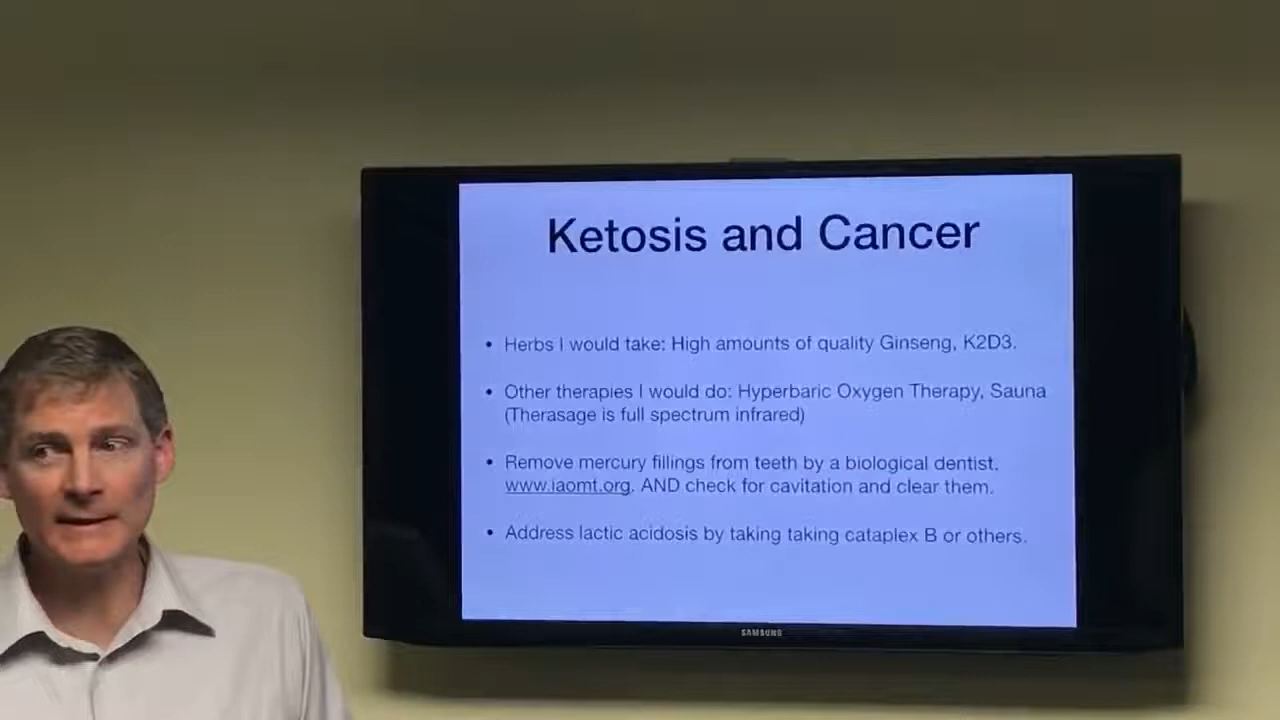 Ketosis and Cancer
• Herbs I would take: High amounts of quality Ginseng, K2D3.
• Other therapies I would do: Hyperbaric Oxygen Therapy, Sauna
(Therasage is full spectrum infrared)
• Remove mercury fillings from teeth by a biological dentist.
www.iaomt.org. AND check for cavitation and clear them.
• Address lactic acidosis by taking taking cataplex B or others.
SAMSUNG